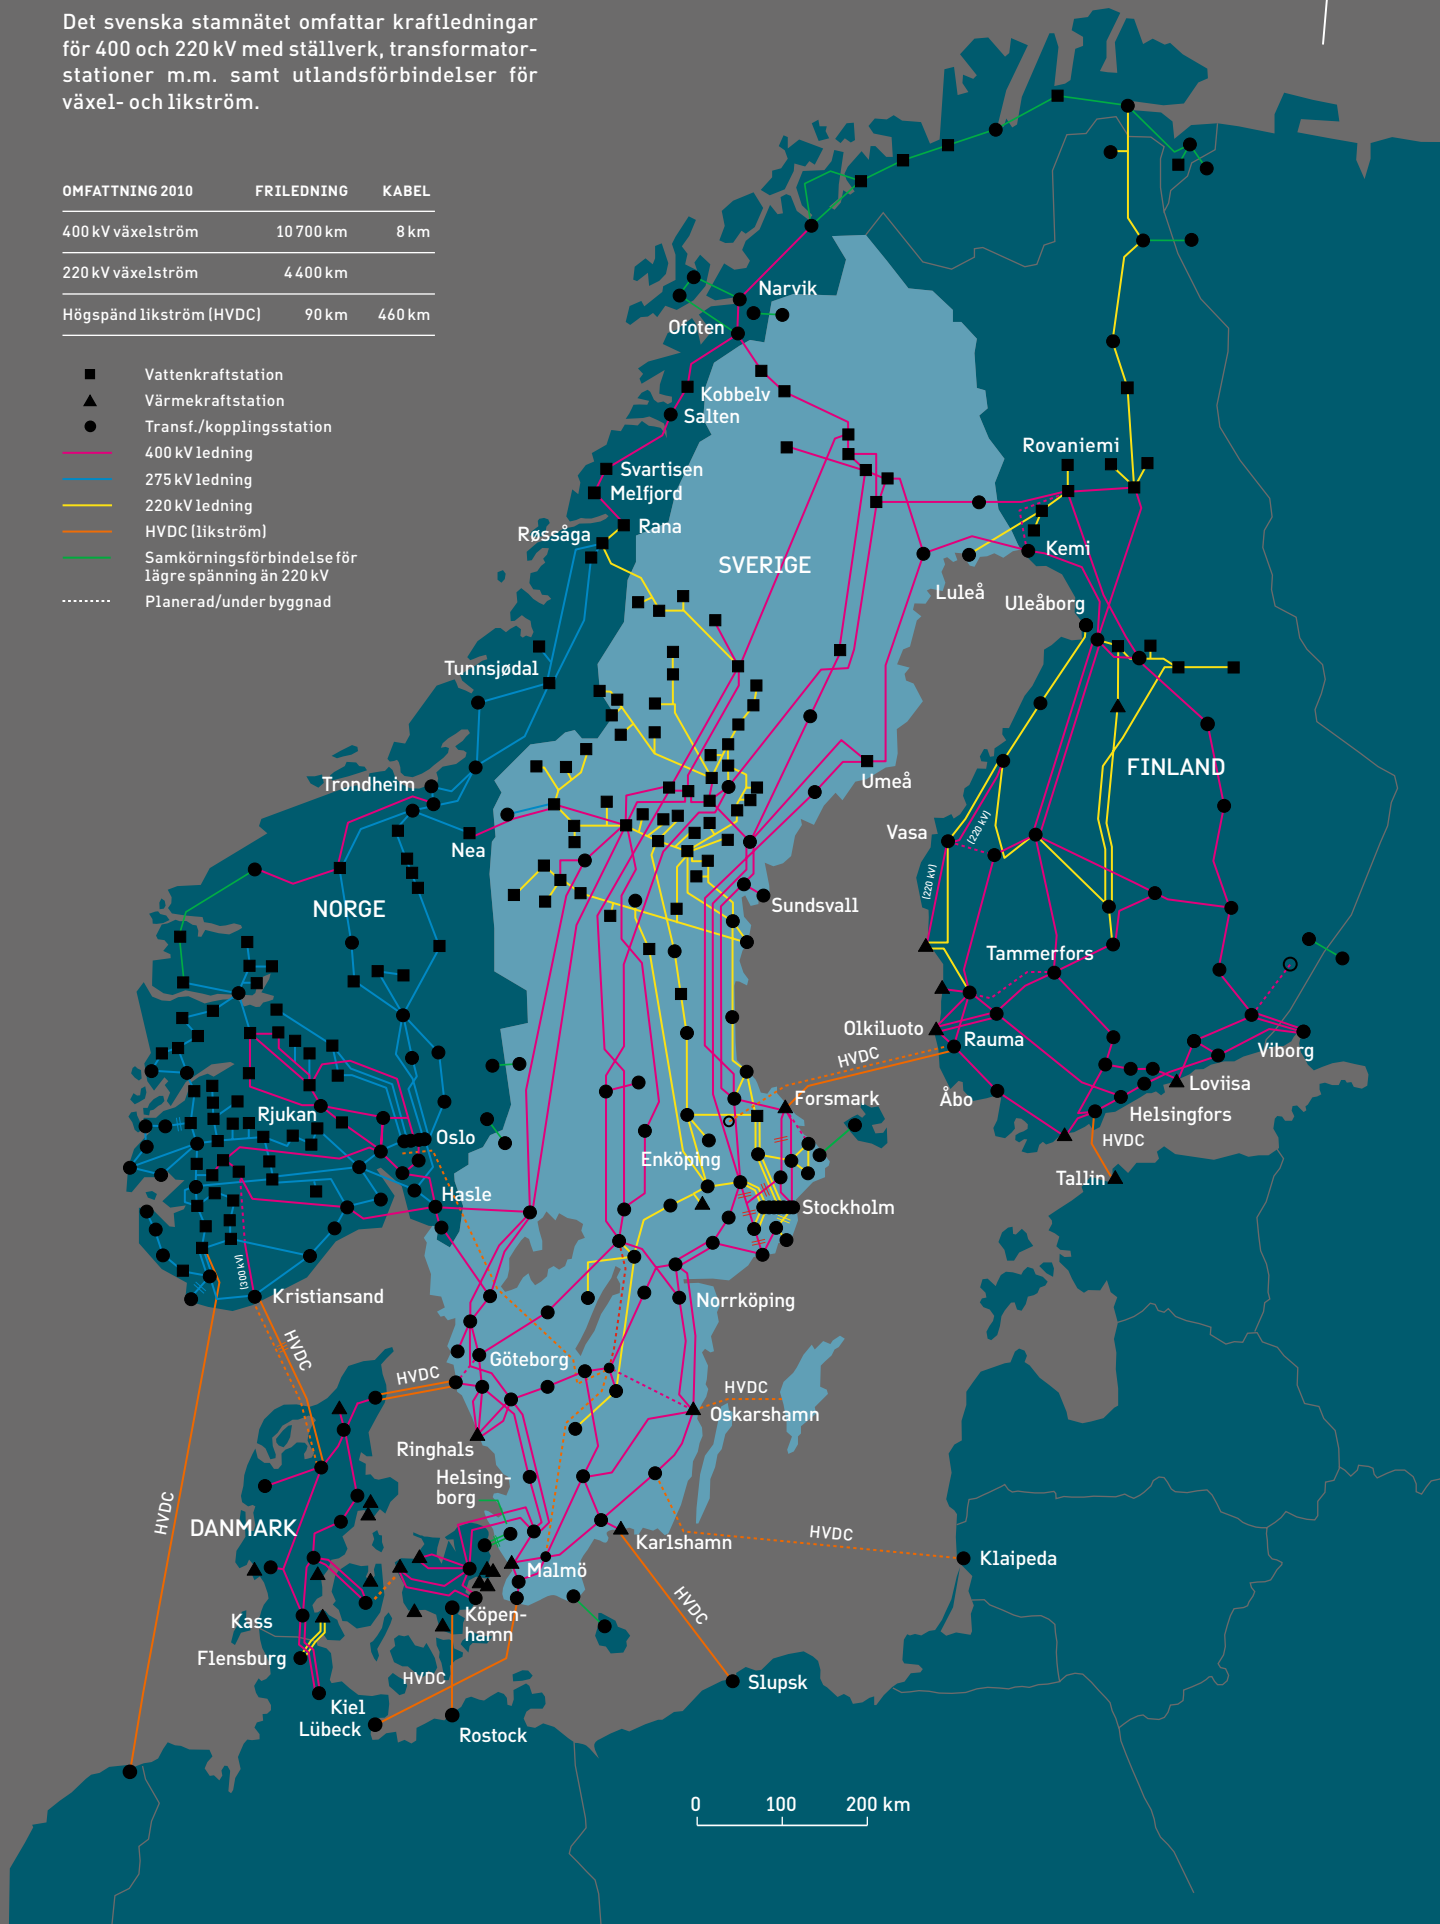 Det svenska stamnätet omfattar kraftledningar
för 400 och 220 kV med ställverk, transformator-
stationer m.m. samt utlandsförbindelser för
växel- och likström.
OMFATTNING 2010 FRILEDNING KABEL
400 kV växelström 10 700 km 8 km
220 kV växelström 4 400 km
Högspänd likström (HVDC) 90 km 460 km
Vattenkraftstation
Värmekraftstation
Transf./kopplingsstation
400 kV ledning
275 kV ledning
220 kV ledning
HVDC (likström)
Samkörningsförbindelse för
lägre spänning än 220 kV
Planerad/under byggnad
Narvik
Ofoten
Kobbelv
Salten
Rovaniemi
Svartisen
Melfjord
Rana
Røssåga
Kemi
SVERIGE
Luleå
Uleåborg
Tunnsjødal
FINLAND
Trondheim
Umeå
Vasa
(220 kV)
Nea
(220 kV)
Sundsvall
NORGE
Tammerfors
Olkiluoto
Rauma
HVDC
Viborg
Loviisa
Forsmark
Åbo
Helsingfors
Rjukan
Oslo
HVDC
Enköping
Tallin
Hasle
Stockholm
(300 kV)
Kristiansand
Norrköping
HVDC
Göteborg
HVDC
HVDC
Oskarshamn
Ringhals
Helsing-
borg
HVDC
DANMARK
HVDC
Karlshamn
Klaipeda
Malmö
HVDC
Köpen-
hamn
Kass
Flensburg
HVDC
Slupsk
Kiel
Lübeck
Rostock
0 100 200 km